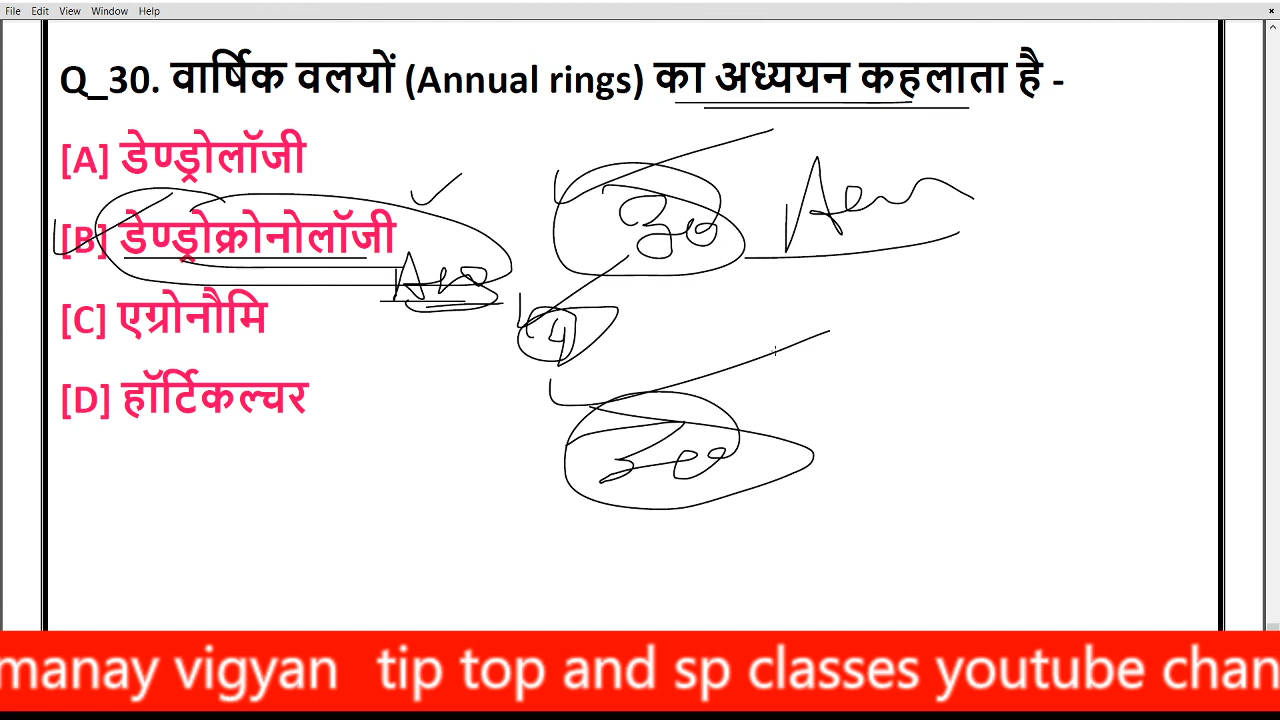 File Edit View Window Help
Q_30. वार्षिक वलयों (Annual rings) का अध्ययन कहलाता है -
[A] डेण्ड्रोलॉजी
[B] डेण्ड्रोक्रोनोलॉजी
[C] एग्रोनौमि
[D] हॉर्टिकल्चर
30
manay vigyan tip top and sp classes youtube chan